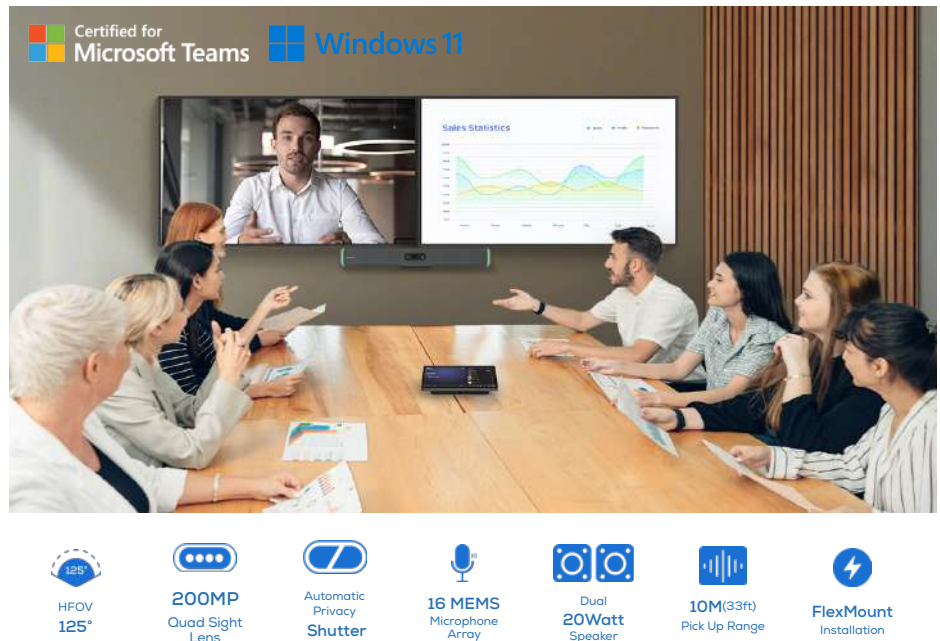 Certified for
Microsoft Teams
Windows 11
Sales Statistics
125°
HFOV
125°
200MP
Quad Sight
Lens
Automatic
Privacy
Shutter
16 MEMS
Microphone
Array
Dual
20Watt
Speaker
10M(33ft)
Pick Up Range
FlexMount
Installation